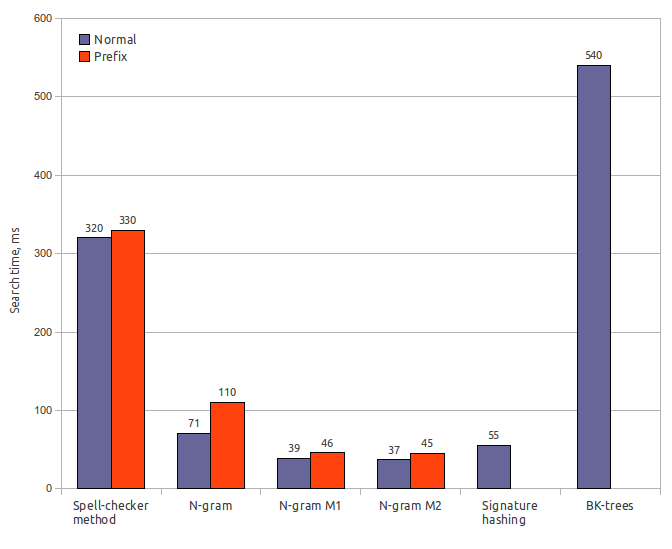 600
Normal
Prefix
540
500
400
330
320
300
Search time, ms
200
110
100
71
39
46
37
45
55
0
Spell-checker
method
N-gram
N-gram M1
N-gram M2
Signature
hashing
BK-trees